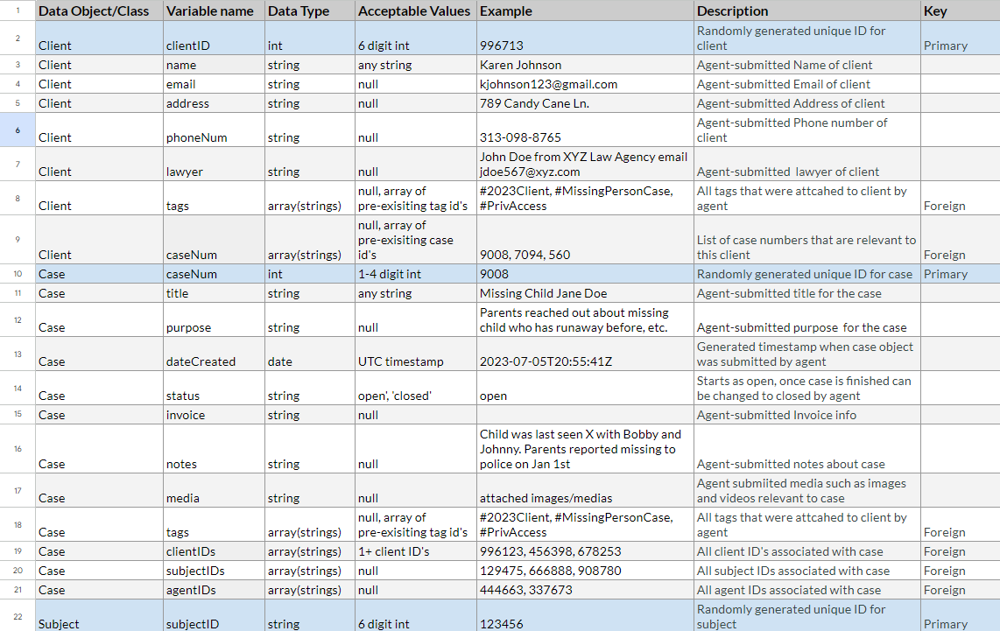 1 Data Object/Class Variable name Data Type Acceptable Values Example Description Key
2 Client clientID int 6 digit int 996713 Randomly generated unique ID for
client Primary
3 Client name string any string Karen Johnson Agent-submitted Name of client
4 Client email string null kjohnson123@gmail.com Agent-submitted Email of client
5 Client address string null 789 Candy Cane Ln. Agent-submitted Address of client
6 Client phoneNum string null 313-098-8765 Agent-submitted Phone number of
client
7 Client lawyer string null John Doe from XYZ Law Agency email
jdoe567@xyz.com Agent-submitted lawyer of client
8 Client tags array(strings) null, array of
pre-exisiting tag id's #2023Client, #MissingPersonCase,
#PrivAccess All tags that were attcahed to client by
agent Foreign
9 Client caseNum array(strings) null, array of
pre-exisiting case
id's 9008, 7094, 560 List of case numbers that are relevant to
this client Foreign
10 Case caseNum int 1-4 digit int 9008 Randomly generated unique ID for case Primary
11 Case title string any string Missing Child Jane Doe Agent-submitted title for the case
12 Case purpose string null Parents reached out about missing
child who has runaway before, etc. Agent-submitted purpose for the case
13 Case dateCreated date UTC timestamp 2023-07-05T20:55:41Z Generated timestamp when case object
was submitted by agent
14 Case status string open', 'closed' open Starts as open, once case is finished can
be changed to closed by agent
15 Case invoice string null Agent-submitted Invoice info
16 Case notes string null Child was last seen X with Bobby and
Johnny. Parents reported missing to
police on Jan 1st Agent-submitted notes about case
17 Case media string null attached images/medias Agent submiitted media such as images
and videos relevant to case
18 Case tags array(strings) null, array of
pre-exisiting tag id's #2023Client, #MissingPersonCase,
#PrivAccess All tags that were attcahed to client by
agent Foreign
19 Case clientIDs array(strings) 1+ client ID's 996123, 456398, 678253 All client ID's associated with case Foreign
20 Case subjectIDs array(strings) null 129475, 666888, 908780 All subject IDs associated with case Foreign
21 Case agentIDs array(strings) null 444663, 337673 All agent IDs associated with case Foreign
22 Subject subjectID string 6 digit int 123456 Randomly generated unique ID for
subject Primary